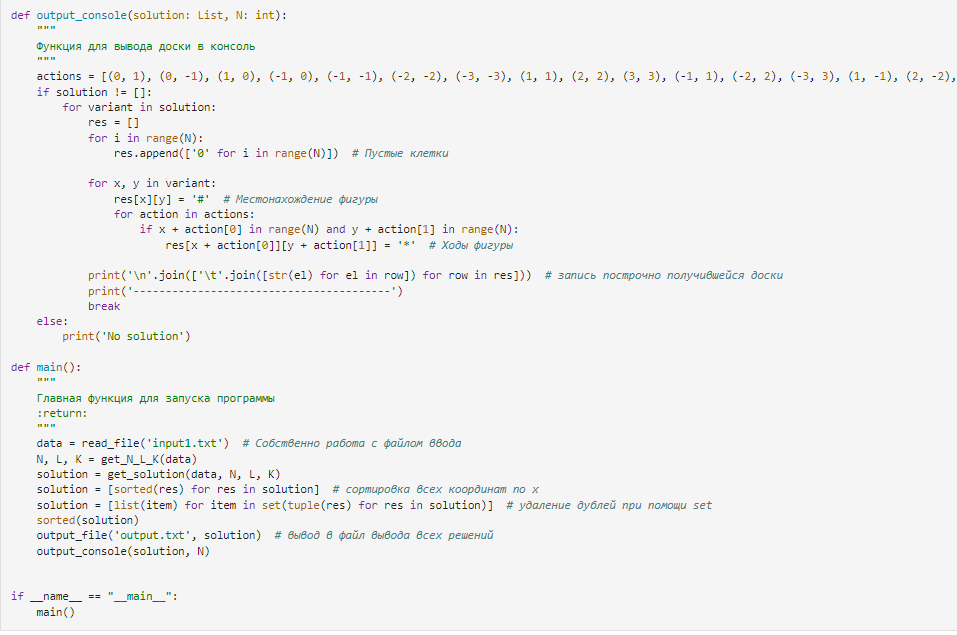 def output_console(solution: List, N: int):
    """
    Функция для вывода доски в консоль
    """
    actions = [(0, 1), (0, -1), (1, 0), (-1, 0), (-1, -1), (-2, -2), (-3, -3), (1, 1), (2, 2), (3, 3), (-1, 1), (-2, 2), (-3, 3), (1, -1), (2, -2),
    if solution != []:
        for variant in solution:
            res = []
            for i in range(N):
                res.append(['0' for i in range(N)])  # Пустые клетки

            for x, y in variant:
                res[x][y] = '#'  # Местонахождение фигуры
                for action in actions:
                    if x + action[0] in range(N) and y + action[1] in range(N):
                        res[x + action[0]][y + action[1]] = '*'  # Ходы фигуры

            print('\n'.join(['\t'.join([str(el) for el in row]) for row in res]))  # запись построчно получившейся доски
            print('----------------------------------------')
            break
    else:
        print('No solution')

def main():
    """
    Главная функция для запуска программы
    :return:
    """
    data = read_file('input1.txt')  # Собственно работа с файлом ввода
    N, L, K = get_N_L_K(data)
    solution = get_solution(data, N, L, K)
    solution = [sorted(res) for res in solution]  # сортировка всех координат по x
    solution = [list(item) for item in set(tuple(res) for res in solution)]  # удаление дублей при помощи set
    sorted(solution)
    output_file('output.txt', solution)  # вывод в файл вывода всех решений
    output_console(solution, N)


if __name__ == "__main__":
    main()